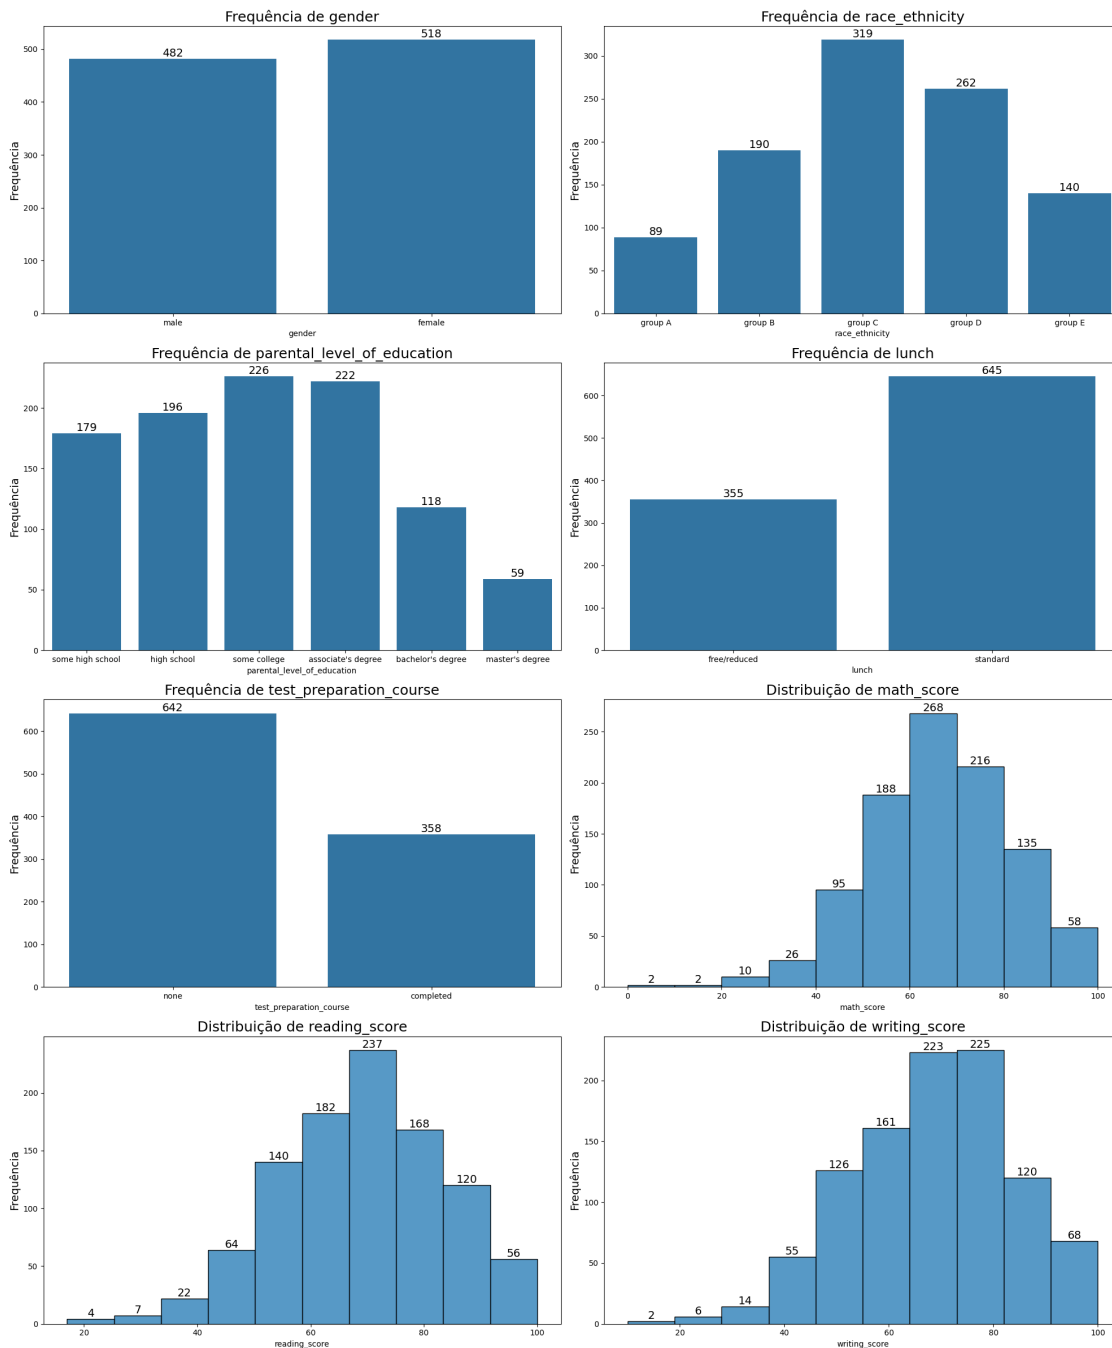 Frequência de gender
Frequência
500
400
300
200
100
0
482
518
male
female
gender
Frequência de race_ethnicity
Frequência
300
250
200
150
100
50
0
89
190
319
262
140
group A
group B
group C
group D
group E
race_ethnicity
Frequência de parental_level_of_education
Frequência
200
150
100
50
0
179
196
226
222
118
59
some high school
high school
some college
associate's degree
bachelor's degree
master's degree
parental_level_of_education
Frequência de lunch
Frequência
600
500
400
300
200
100
0
355
645
free/reduced
standard
lunch
Frequência de test_preparation_course
Frequência
600
500
400
300
200
100
0
642
358
none
completed
test_preparation_course
Distribuição de math_score
Frequência
250
200
150
100
50
0
2
2
10
26
95
188
268
216
135
58
0
20
40
60
80
100
math_score
Distribuição de reading_score
Frequência
200
150
100
50
0
4
7
22
64
140
182
237
168
120
56
20
40
60
80
100
reading_score
Distribuição de writing_score
Frequência
200
150
100
50
0
2
6
14
55
126
161
223
225
120
68
20
40
60
80
100
writing_score